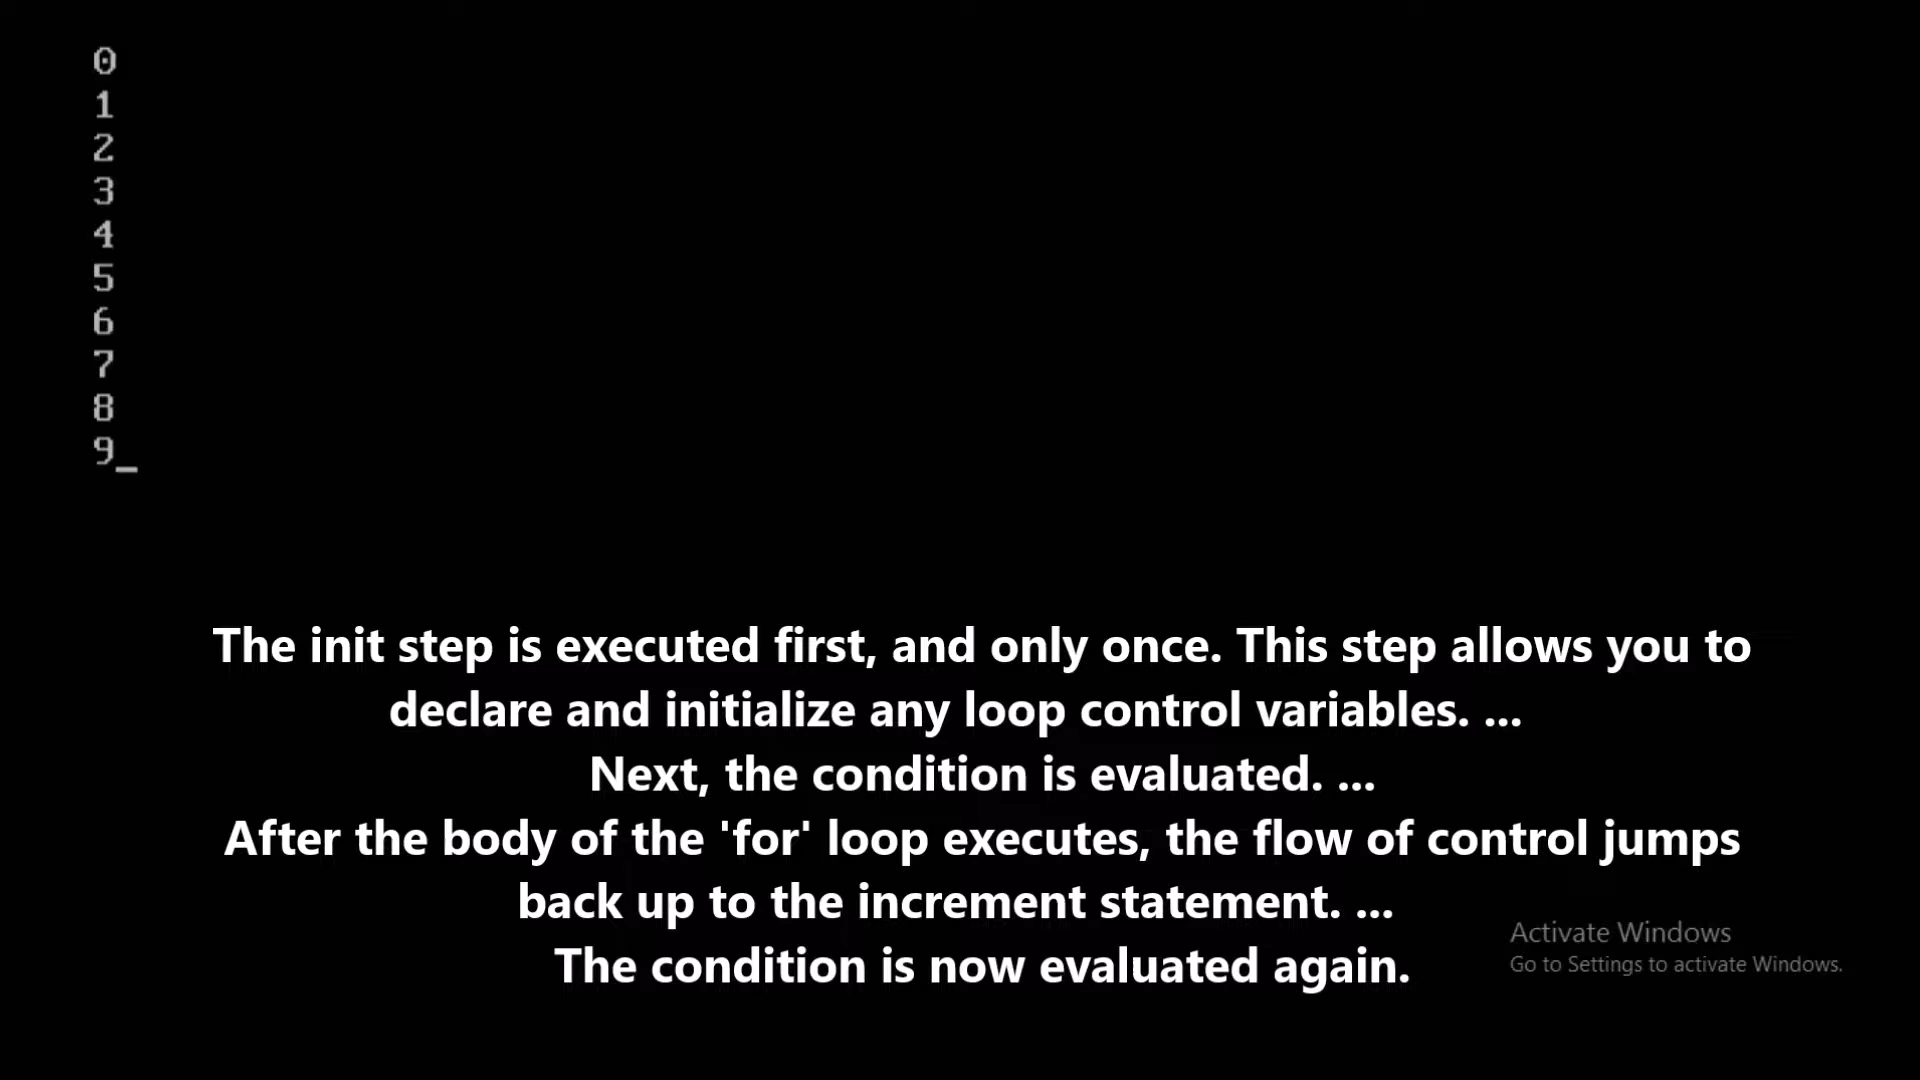 0
1
2
3
4
5
6
7
8
9_
The init step is executed first, and only once. This step allows you to
declare and initialize any loop control variables. ...
Next, the condition is evaluated. ...
After the body of the 'for' loop executes, the flow of control jumps
back up to the increment statement. ...
The condition is now evaluated again.
Activate Windows
Go to Settings to activate Windows.